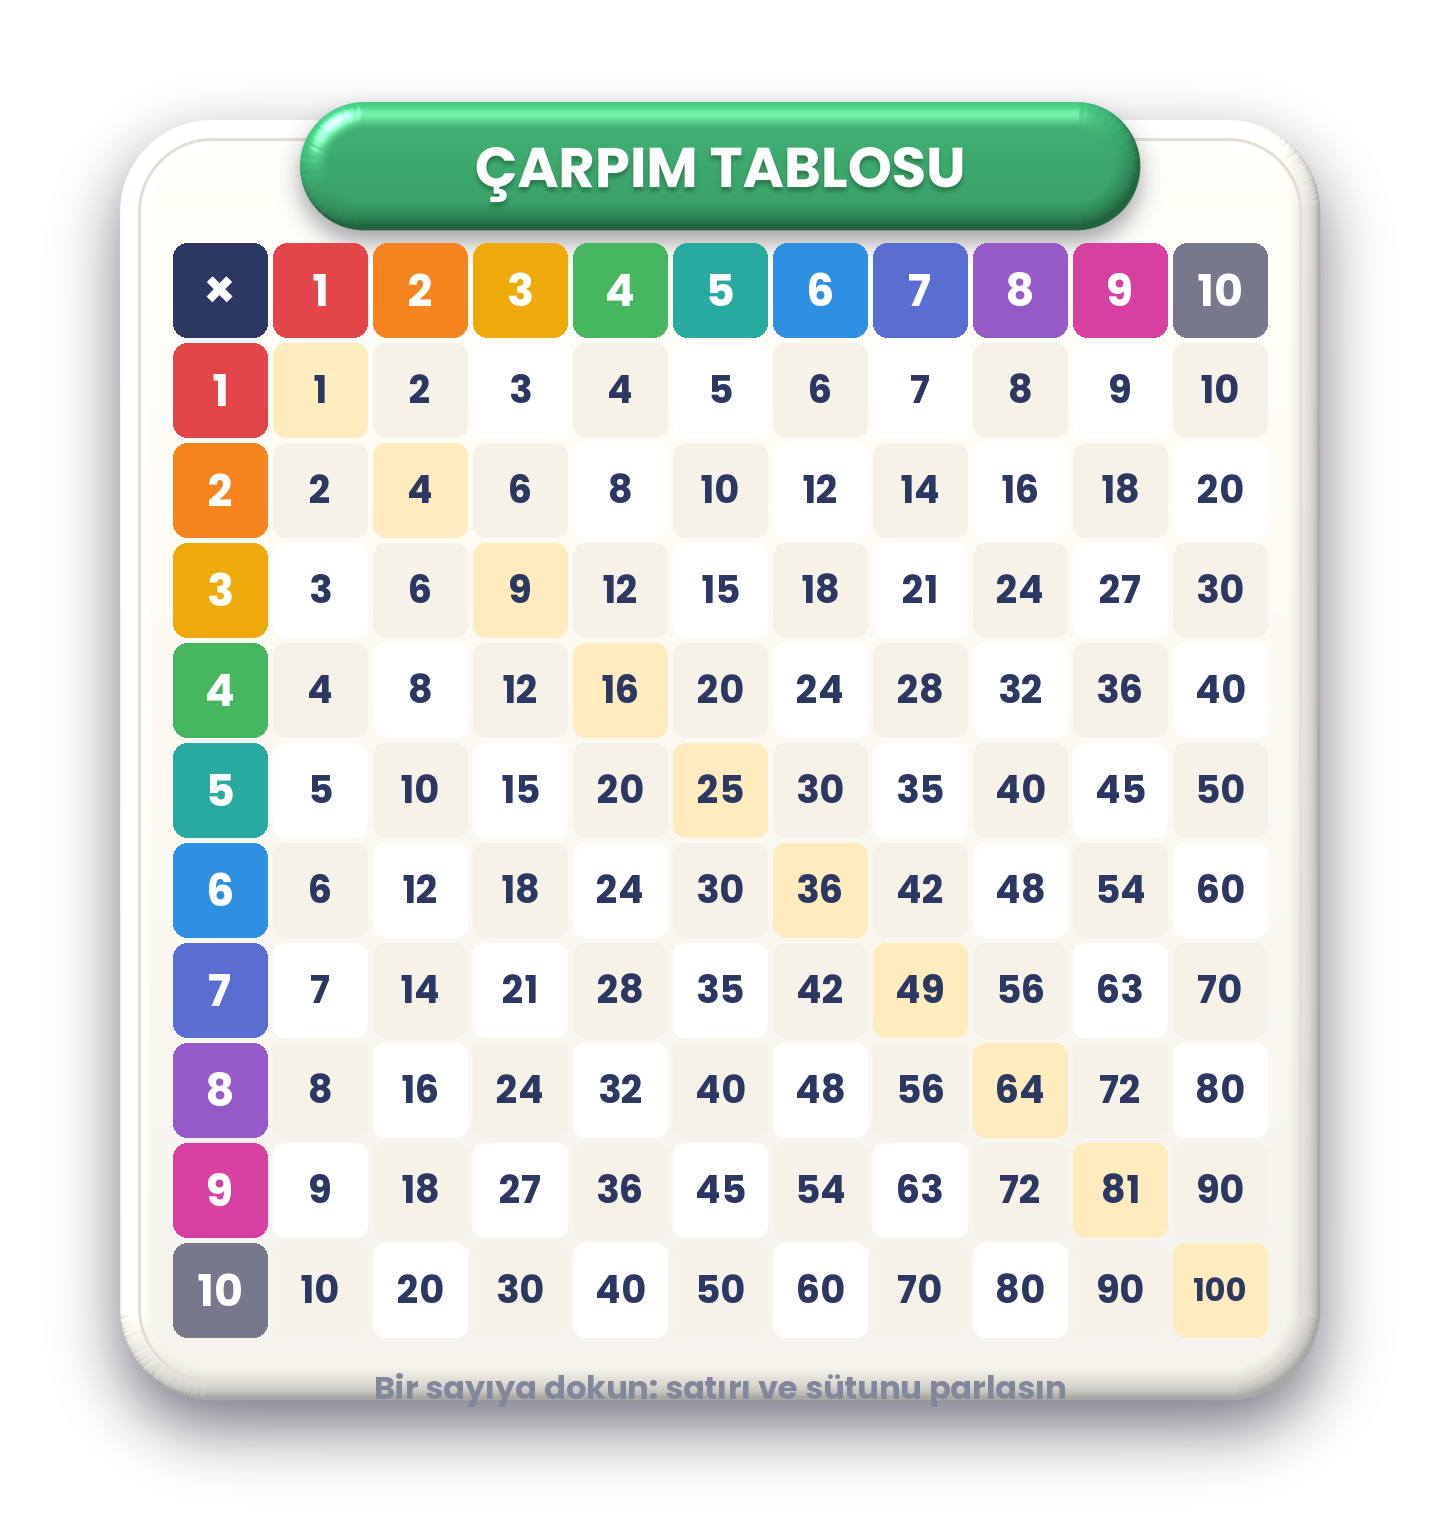 ÇARPIM TABLOSU
× 1 2 3 4 5 6 7 8 9 10
1 1 2 3 4 5 6 7 8 9 10
2 2 4 6 8 10 12 14 16 18 20
3 3 6 9 12 15 18 21 24 27 30
4 4 8 12 16 20 24 28 32 36 40
5 5 10 15 20 25 30 35 40 45 50
6 6 12 18 24 30 36 42 48 54 60
7 7 14 21 28 35 42 49 56 63 70
8 8 16 24 32 40 48 56 64 72 80
9 9 18 27 36 45 54 63 72 81 90
10 10 20 30 40 50 60 70 80 90 100
Bir sayıya dokun: satırı ve sütunu parlasın